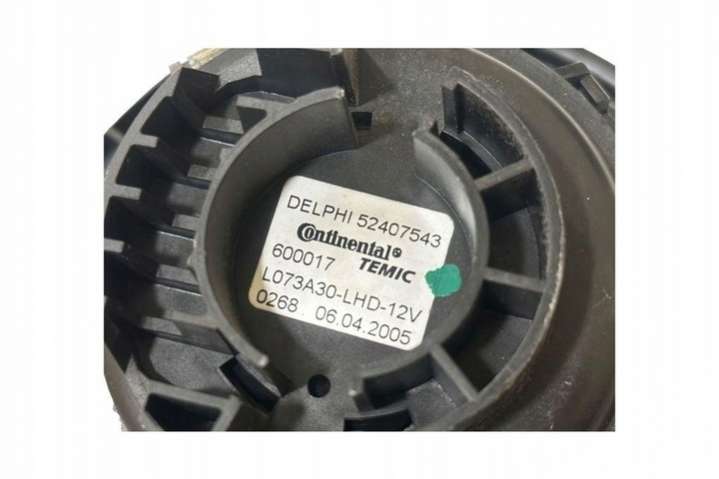 DELPHI 52407543
Continental®
600017 TEMIC
L073A30-LHD-12V
0268 06.04.2005